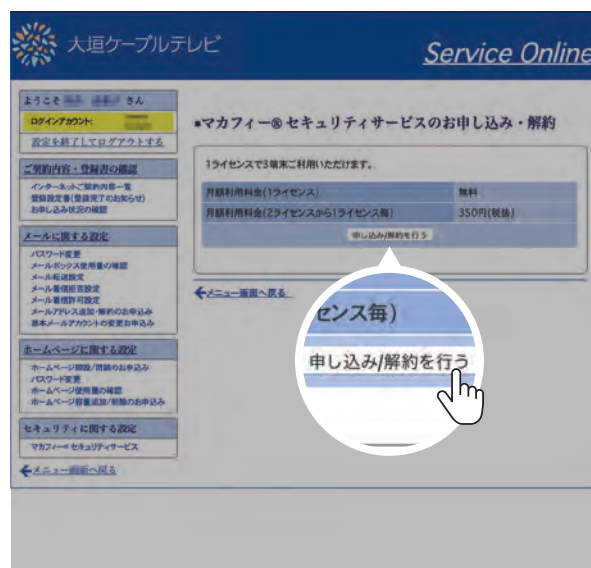 大垣ケーブルテレビ
Service Online
ようこそ さん
ログインアカウント:
設定を終了してログアウトする
ご契約内容・登録書の確認
インターネットご契約内容一覧
登録設定書(登録完了のお知らせ)
お申し込み状況の確認
メールに関する設定
パスワード変更
メールボックス使用量の確認
メール転送設定
メール着信拒否設定
メール着信許可設定
メールアドレス追加・解約のお申込み
基本メールアカウントの変更お申込み
ホームページに関する設定
ホームページ開設/閉鎖のお申込み
パスワード変更
ホームページ使用量の確認
ホームページ容量追加/削除のお申込み
セキュリティに関する設定
マカフィー®セキュリティサービス
メニュー画面へ戻る
■マカフィー® セキュリティサービスのお申し込み・解約
1ライセンスで3端末ご利用いただけます。
月額利用料金(1ライセンス) 無料
月額利用料金(2ライセンスから1ライセンス毎) 350円(税抜)
申し込み/解約を行う
メニュー画面へ戻る
センス毎)
申し込み/解約を行う